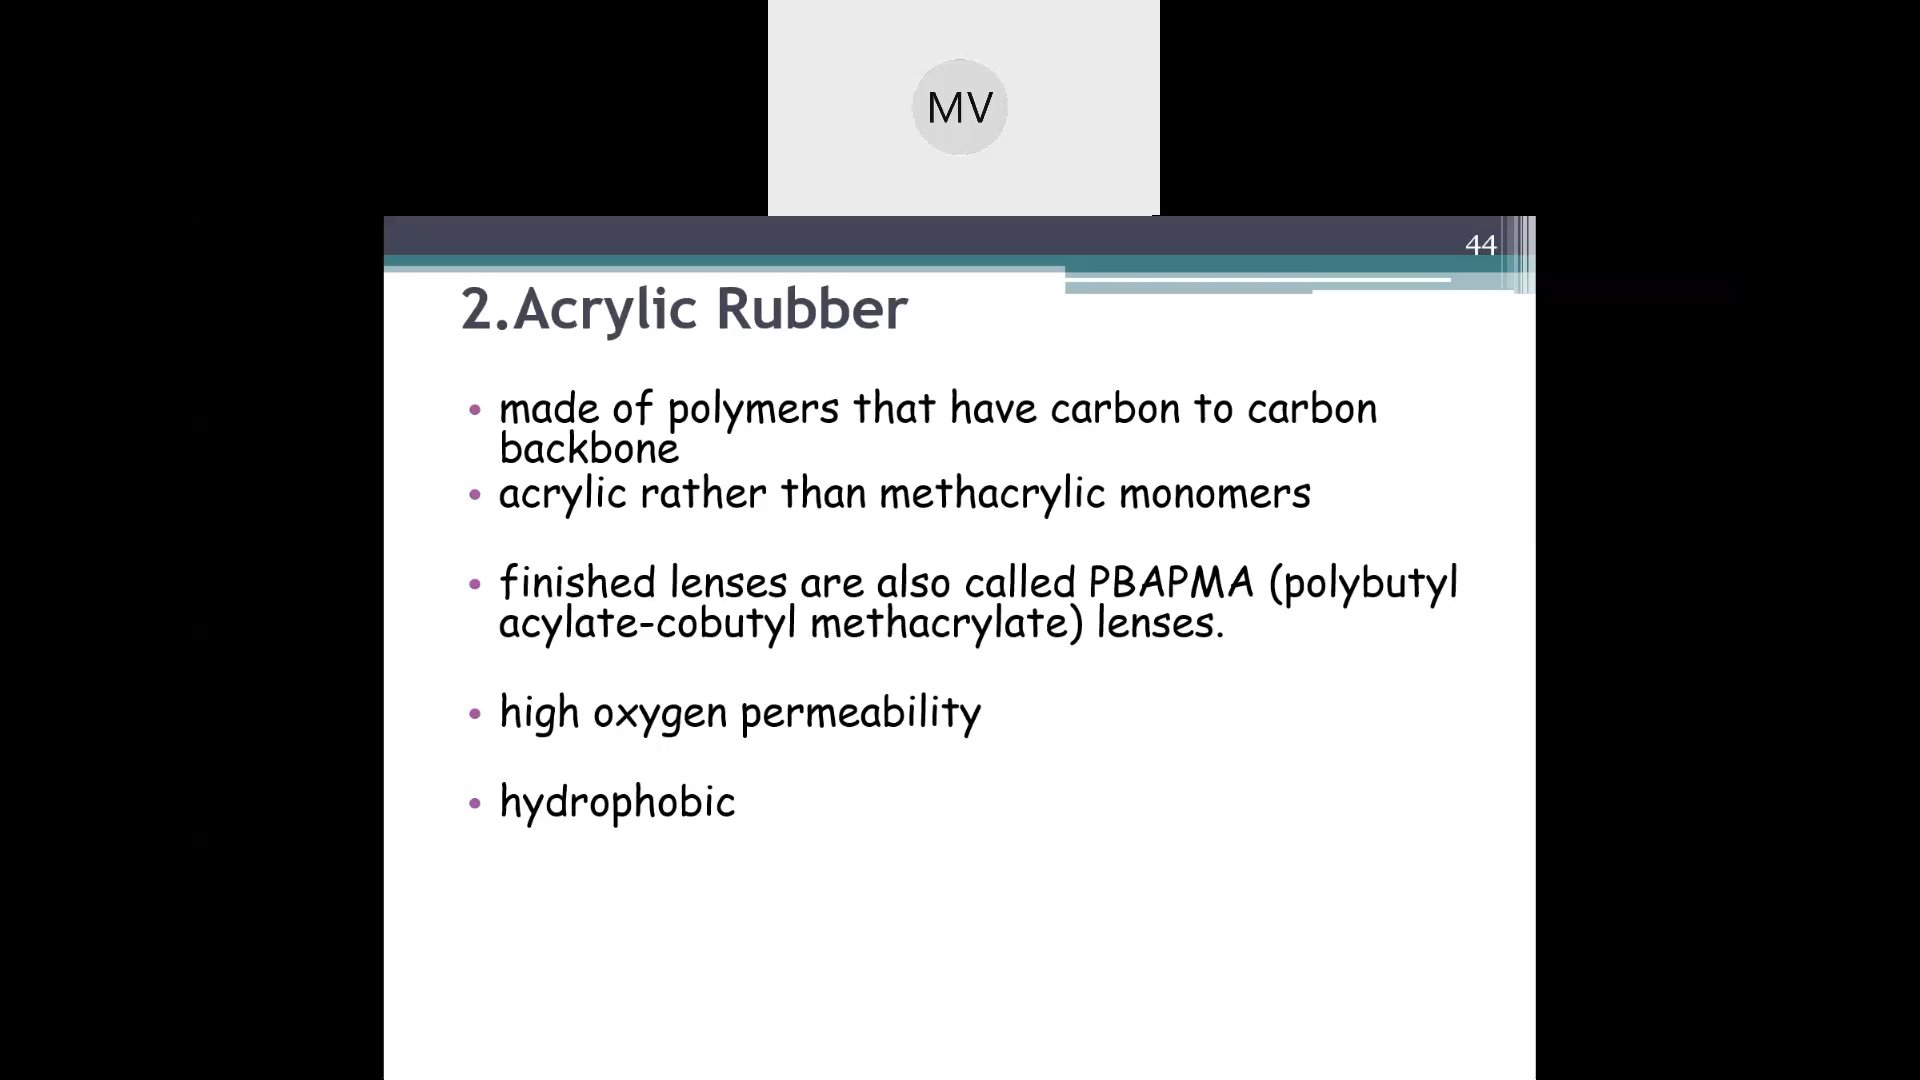 MV
44
2.Acrylic Rubber
• made of polymers that have carbon to carbon
backbone
• acrylic rather than methacrylic monomers
• finished lenses are also called PBAPMA (polybutyl
acylate-cobutyl methacrylate) lenses.
• high oxygen permeability
• hydrophobic